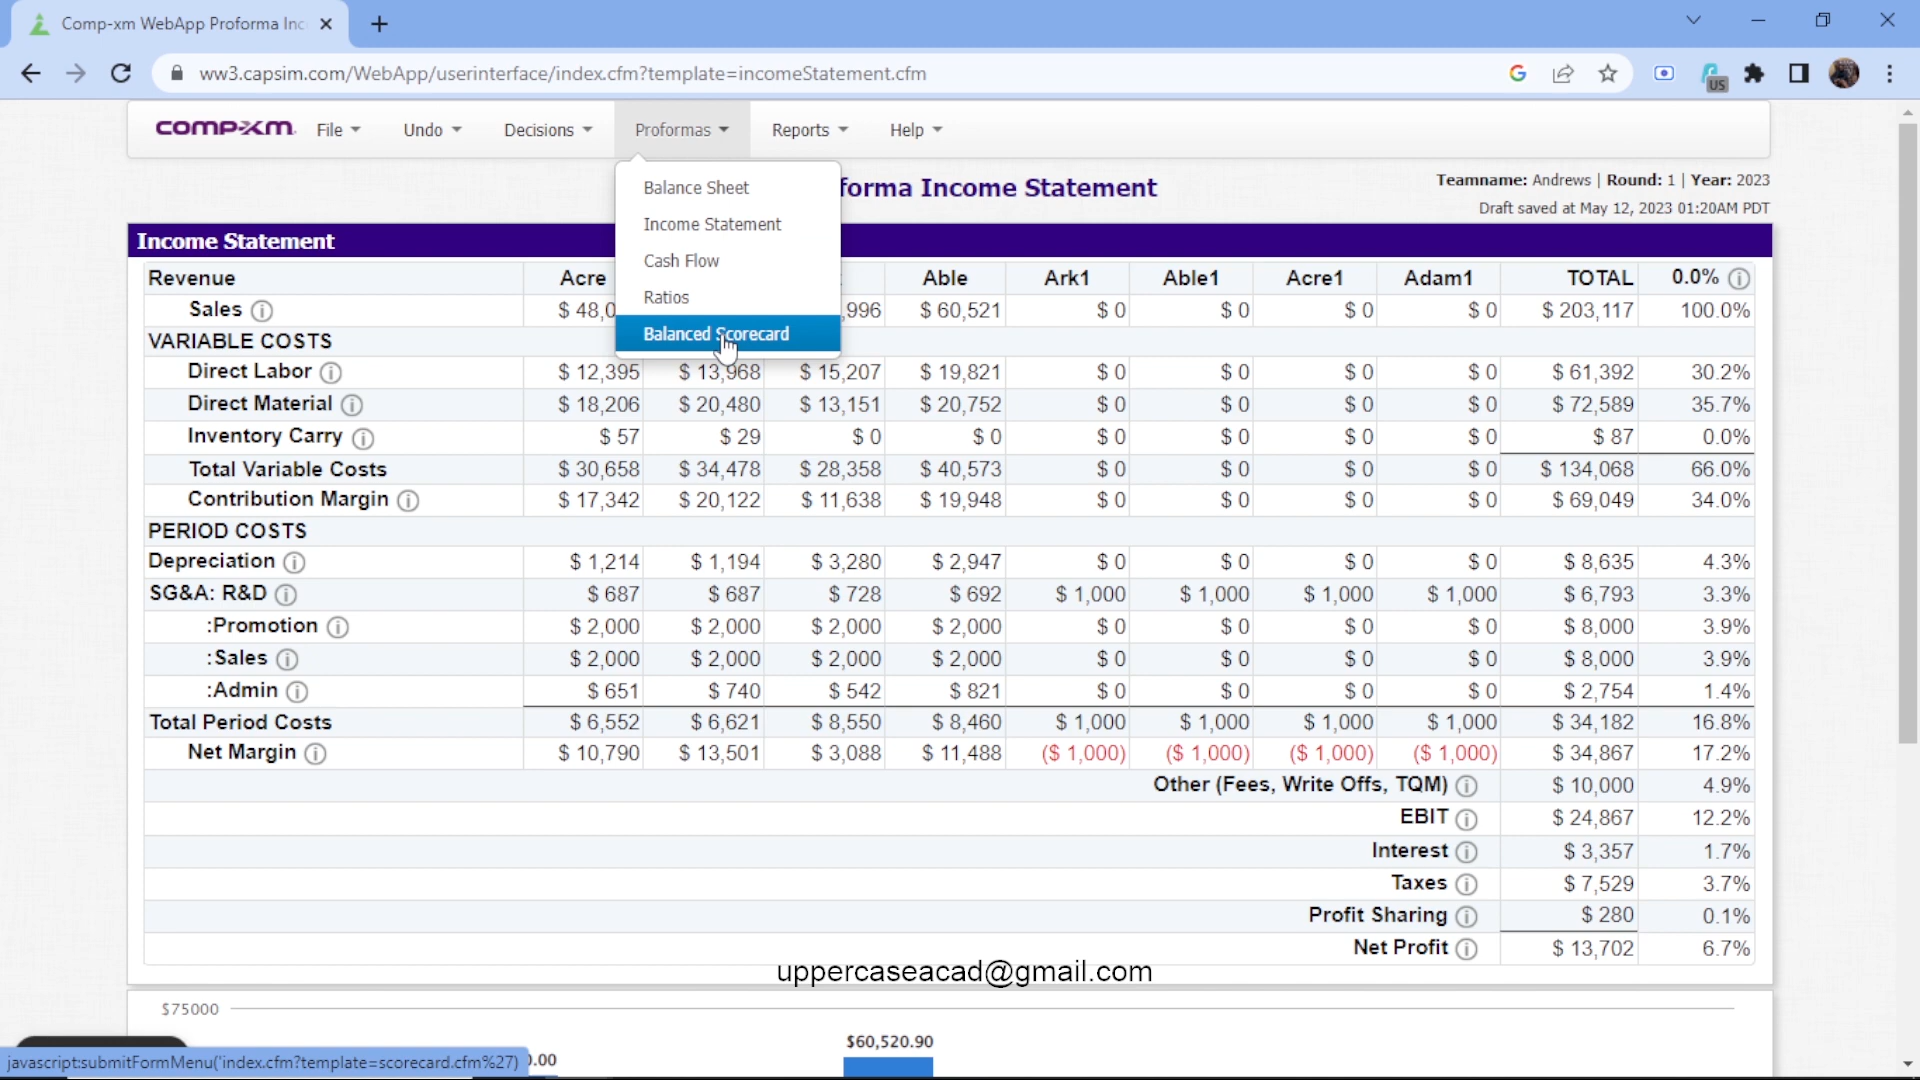 Comp-xm WebApp Proforma Inc
ww3.capsim.com/WebApp/userinterface/index.cfm?template=incomeStatement.cfm
US
COMP-XM File Undo Decisions Proformas Reports Help
Balance Sheet
Income Statement
Cash Flow
Ratios
Balanced Scorecard
forma Income Statement
Teamname: Andrews | Round: 1 | Year: 2023
Draft saved at May 12, 2023 01:20AM PDT
Income Statement
Revenue Acre Able Ark1 Able1 Acre1 Adam1 TOTAL 0.0%
Sales $ 48,0 ,996 $ 60,521 $ 0 $ 0 $ 0 $ 0 $ 203,117 100.0%
VARIABLE COSTS
Direct Labor $ 12,395 $ 13,968 $ 15,207 $ 19,821 $ 0 $ 0 $ 0 $ 0 $ 61,392 30.2%
Direct Material $ 18,206 $ 20,480 $ 13,151 $ 20,752 $ 0 $ 0 $ 0 $ 0 $ 72,589 35.7%
Inventory Carry $ 57 $ 29 $ 0 $ 0 $ 0 $ 0 $ 0 $ 0 $ 87 0.0%
Total Variable Costs $ 30,658 $ 34,478 $ 28,358 $ 40,573 $ 0 $ 0 $ 0 $ 0 $ 134,068 66.0%
Contribution Margin $ 17,342 $ 20,122 $ 11,638 $ 19,948 $ 0 $ 0 $ 0 $ 0 $ 69,049 34.0%
PERIOD COSTS
Depreciation $ 1,214 $ 1,194 $ 3,280 $ 2,947 $ 0 $ 0 $ 0 $ 0 $ 8,635 4.3%
SG&A: R&D $ 687 $ 687 $ 728 $ 692 $ 1,000 $ 1,000 $ 1,000 $ 1,000 $ 6,793 3.3%
:Promotion $ 2,000 $ 2,000 $ 2,000 $ 2,000 $ 0 $ 0 $ 0 $ 0 $ 8,000 3.9%
:Sales $ 2,000 $ 2,000 $ 2,000 $ 2,000 $ 0 $ 0 $ 0 $ 0 $ 8,000 3.9%
:Admin $ 651 $ 740 $ 542 $ 821 $ 0 $ 0 $ 0 $ 0 $ 2,754 1.4%
Total Period Costs $ 6,552 $ 6,621 $ 8,550 $ 8,460 $ 1,000 $ 1,000 $ 1,000 $ 1,000 $ 34,182 16.8%
Net Margin $ 10,790 $ 13,501 $ 3,088 $ 11,488 ($ 1,000) ($ 1,000) ($ 1,000) ($ 1,000) $ 34,867 17.2%
Other (Fees, Write Offs, TQM) $ 10,000 4.9%
EBIT $ 24,867 12.2%
Interest $ 3,357 1.7%
Taxes $ 7,529 3.7%
Profit Sharing $ 280 0.1%
Net Profit $ 13,702 6.7%
uppercaseacad@gmail.com
$75000
$60,520.90
javascript:submitFormMenu('index.cfm?template=scorecard.cfm%27) 0.00